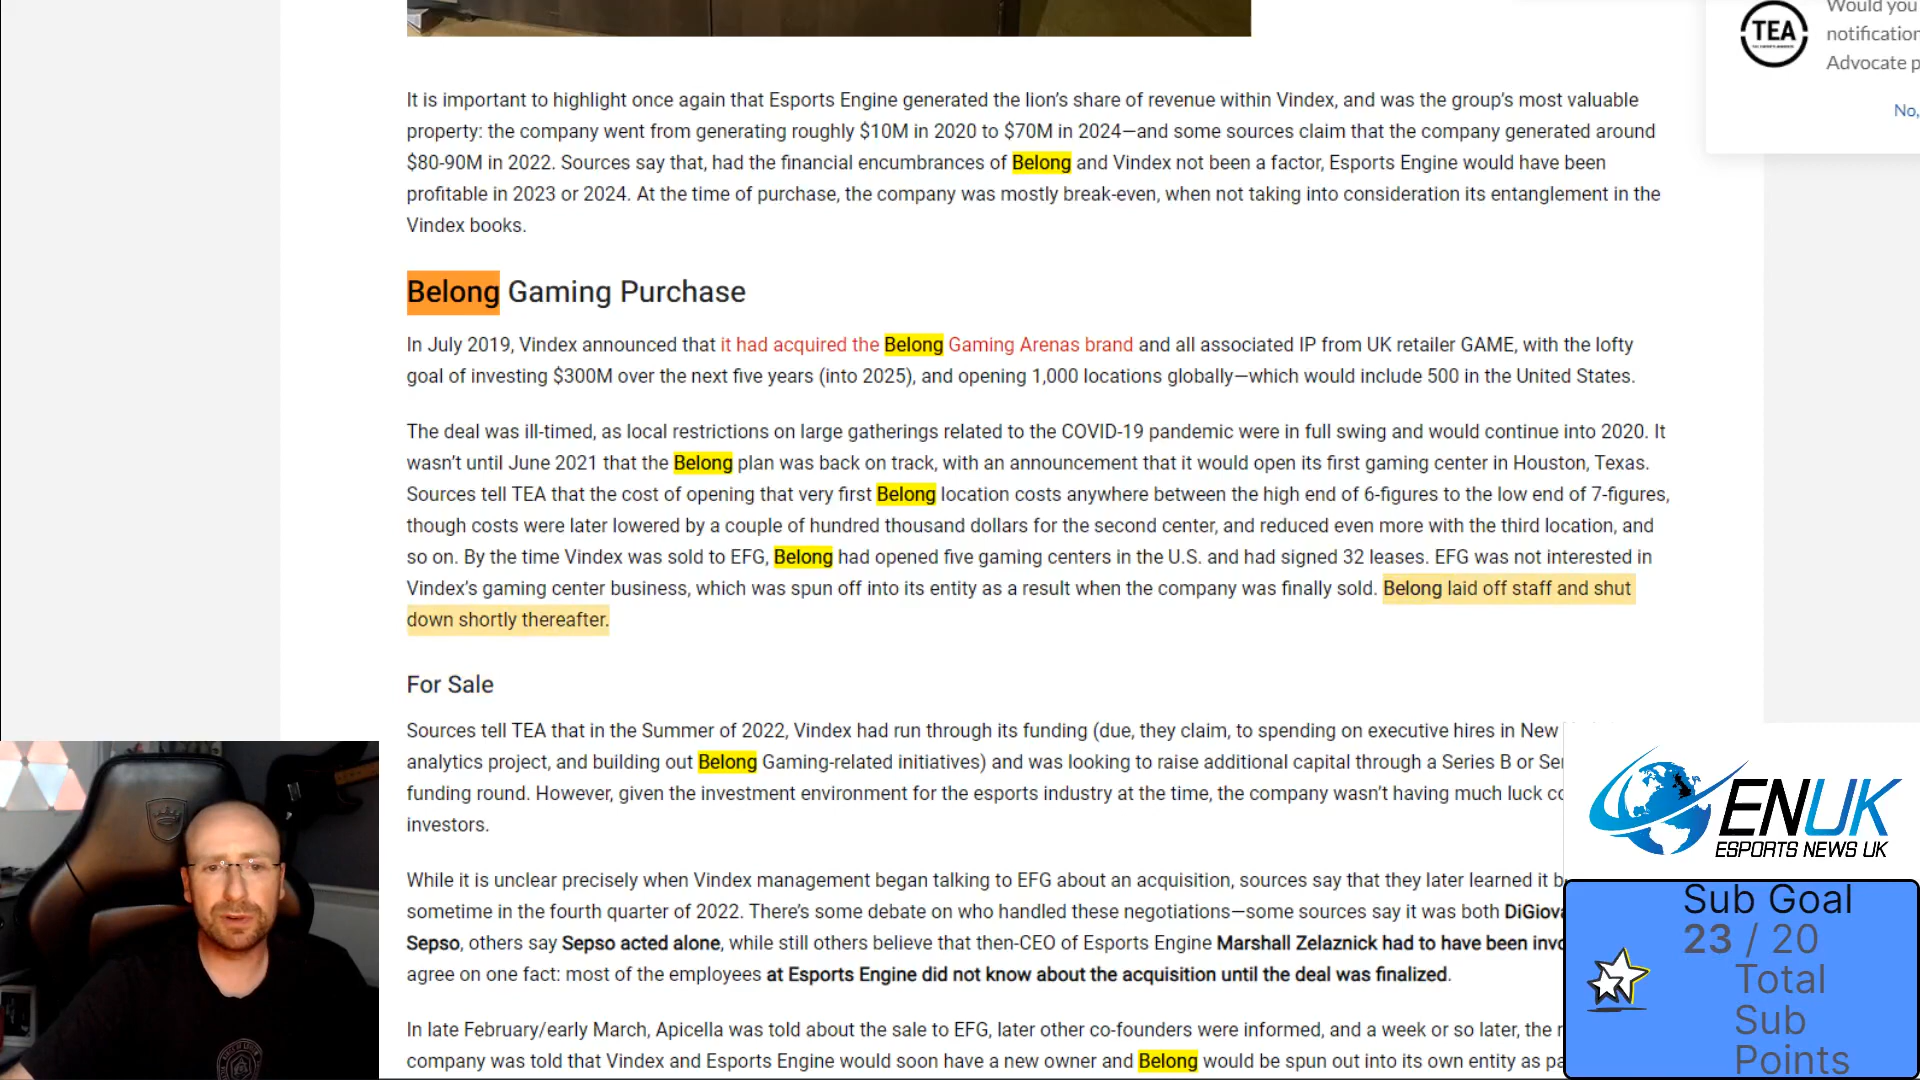 Would you
notification
Advocate p
No,
TEA
It is important to highlight once again that Esports Engine generated the lion's share of revenue within Vindex, and was the group's most valuable
property: the company went from generating roughly $10M in 2020 to $70M in 2024—and some sources claim that the company generated around
$80-90M in 2022. Sources say that, had the financial encumbrances of Belong and Vindex not been a factor, Esports Engine would have been
profitable in 2023 or 2024. At the time of purchase, the company was mostly break-even, when not taking into consideration its entanglement in the
Vindex books.
Belong Gaming Purchase
In July 2019, Vindex announced that it had acquired the Belong Gaming Arenas brand and all associated IP from UK retailer GAME, with the lofty
goal of investing $300M over the next five years (into 2025), and opening 1,000 locations globally—which would include 500 in the United States.
The deal was ill-timed, as local restrictions on large gatherings related to the COVID-19 pandemic were in full swing and would continue into 2020. It
wasn't until June 2021 that the Belong plan was back on track, with an announcement that it would open its first gaming center in Houston, Texas.
Sources tell TEA that the cost of opening that very first Belong location costs anywhere between the high end of 6-figures to the low end of 7-figures,
though costs were later lowered by a couple of hundred thousand dollars for the second center, and reduced even more with the third location, and
so on. By the time Vindex was sold to EFG, Belong had opened five gaming centers in the U.S. and had signed 32 leases. EFG was not interested in
Vindex's gaming center business, which was spun off into its entity as a result when the company was finally sold. Belong laid off staff and shut
down shortly thereafter.
For Sale
Sources tell TEA that in the Summer of 2022, Vindex had run through its funding (due, they claim, to spending on executive hires in New
analytics project, and building out Belong Gaming-related initiatives) and was looking to raise additional capital through a Series B or Ser
funding round. However, given the investment environment for the esports industry at the time, the company wasn't having much luck co
investors.
While it is unclear precisely when Vindex management began talking to EFG about an acquisition, sources say that they later learned it b
sometime in the fourth quarter of 2022. There's some debate on who handled these negotiations—some sources say it was both DiGiova
Sepso, others say Sepso acted alone, while still others believe that then-CEO of Esports Engine Marshall Zelaznick had to have been invo
agree on one fact: most of the employees at Esports Engine did not know about the acquisition until the deal was finalized.
In late February/early March, Apicella was told about the sale to EFG, later other co-founders were informed, and a week or so later, the r
company was told that Vindex and Esports Engine would soon have a new owner and Belong would be spun out into its own entity as pa
ENUK
ESPORTS NEWS UK
Sub Goal
23 / 20
Total
Sub
Points